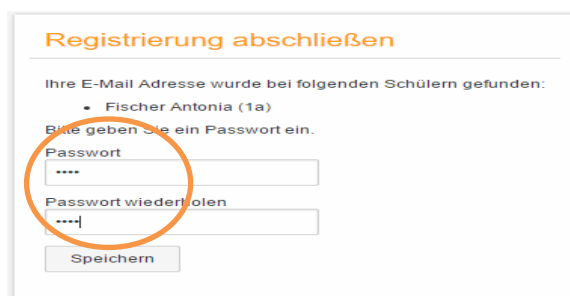 Registrierung abschließen
Ihre E-Mail Adresse wurde bei folgenden Schülern gefunden:
• Fischer Antonia (1a)
Bitte geben Sie ein Passwort ein.
Passwort
••••
Passwort wiederholen
••••
Speichern